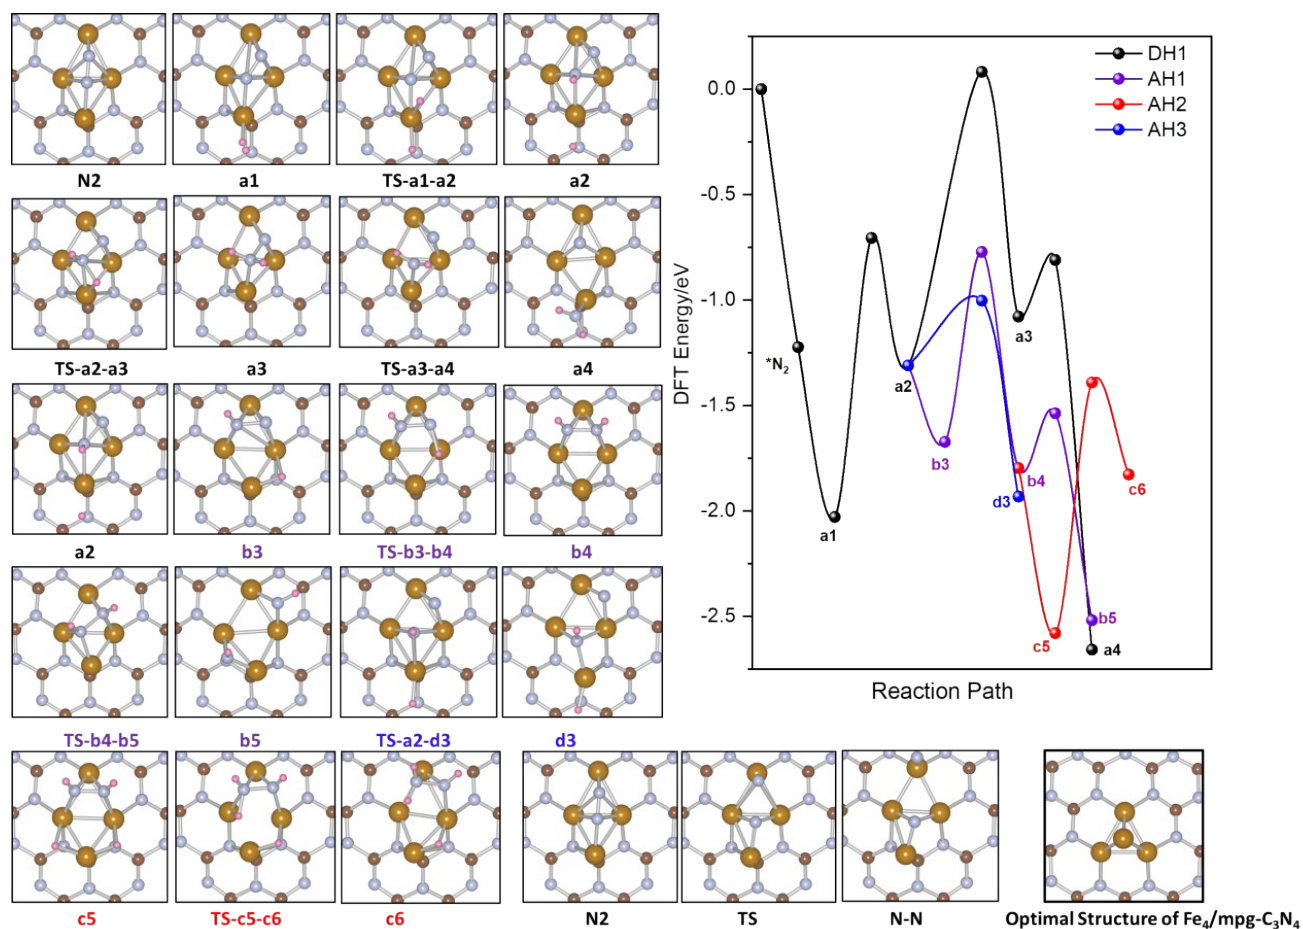 N2 a1 TS-a1-a2 a2
TS-a2-a3 a3 TS-a3-a4 a4
a2 b3 TS-b3-b4 b4
TS-b4-b5 b5 TS-a2-d3 d3
c5 TS-c5-c6 c6 N2 TS N-N Optimal Structure of Fe₄/mpg-C₃N₄
DFT Energy/eV
0.0
-0.5
-1.0
-1.5
-2.0
-2.5
DH1
AH1
AH2
AH3
*N₂
a1
a2
b3
a3
d3
b4
c5
c6
b5
a4
Reaction Path